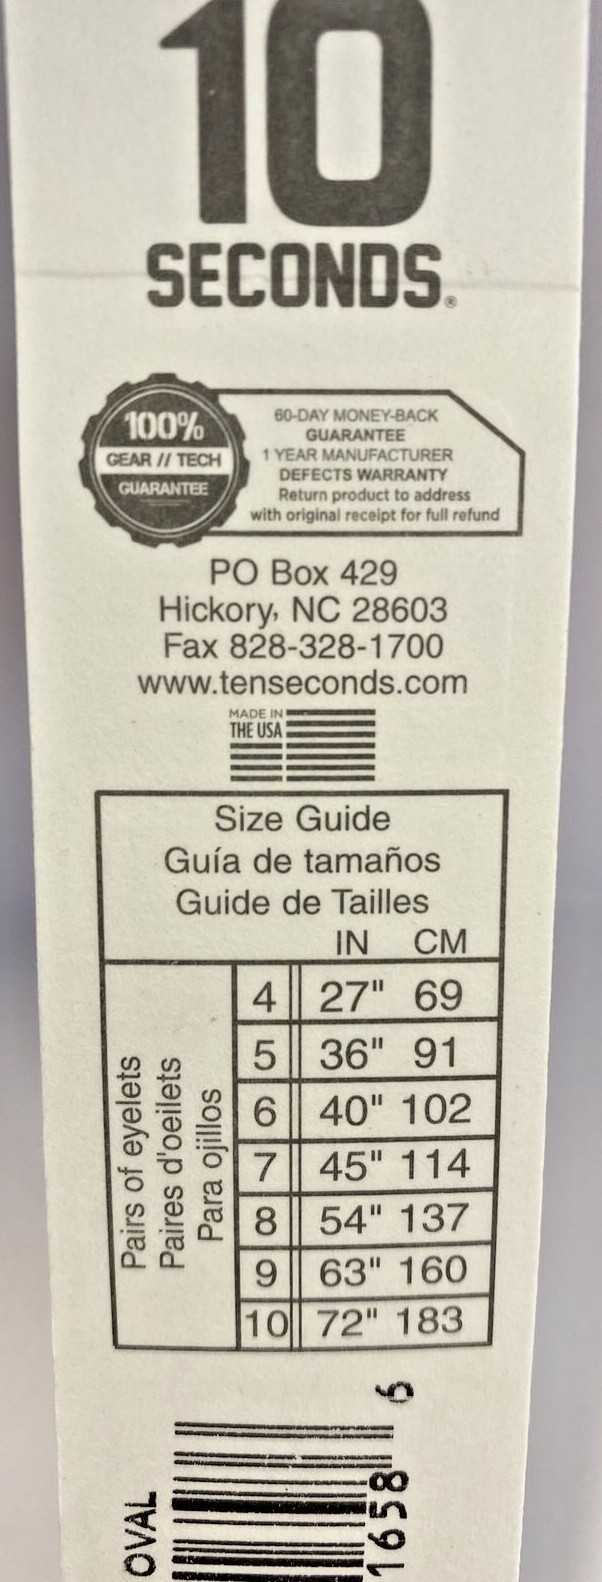 10
SECONDS®
100%
GEAR // TECH
GUARANTEE
60-DAY MONEY-BACK
GUARANTEE
1 YEAR MANUFACTURER
DEFECTS WARRANTY
Return product to address
with original receipt for full refund
PO Box 429
Hickory, NC 28603
Fax 828-328-1700
www.tenseconds.com
MADE IN
THE USA
Size Guide
Guía de tamaños
Guide de Tailles
IN CM
Pairs of eyelets
Paires d'oeilets
Para ojillos
4 27" 69
5 36" 91
6 40" 102
7 45" 114
8 54" 137
9 63" 160
10 72" 183
OVAL
1658 6